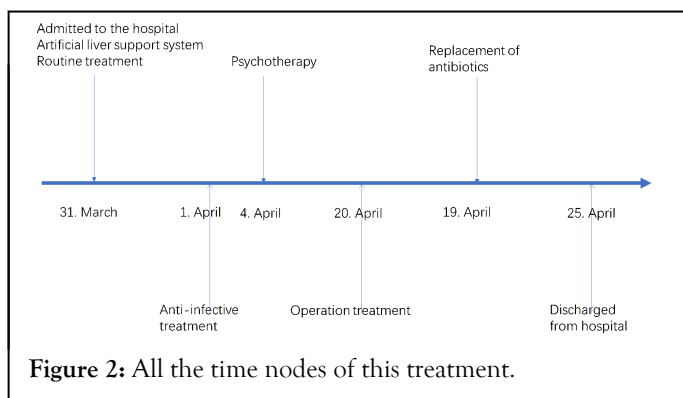 Admitted to the hospital
Artificial liver support system
Routine treatment
Psychotherapy
Replacement of
antibiotics
31. March
1. April
4. April
20. April
19. April
25. April
Anti-infective
treatment
Operation treatment
Discharged
from hospital
Figure 2: All the time nodes of this treatment.